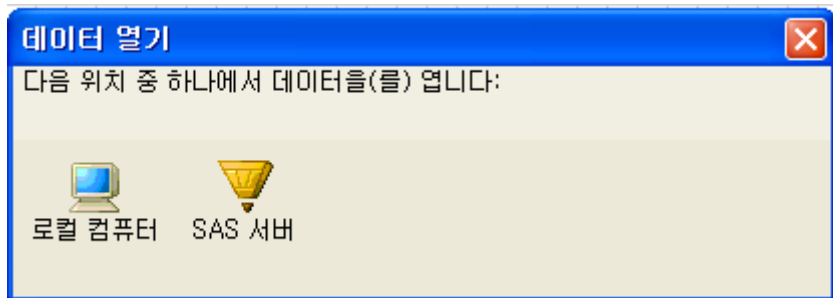 데이터 열기
다음 위치 중 하나에서 데이터을(를) 엽니다:
로컬 컴퓨터 SAS 서버